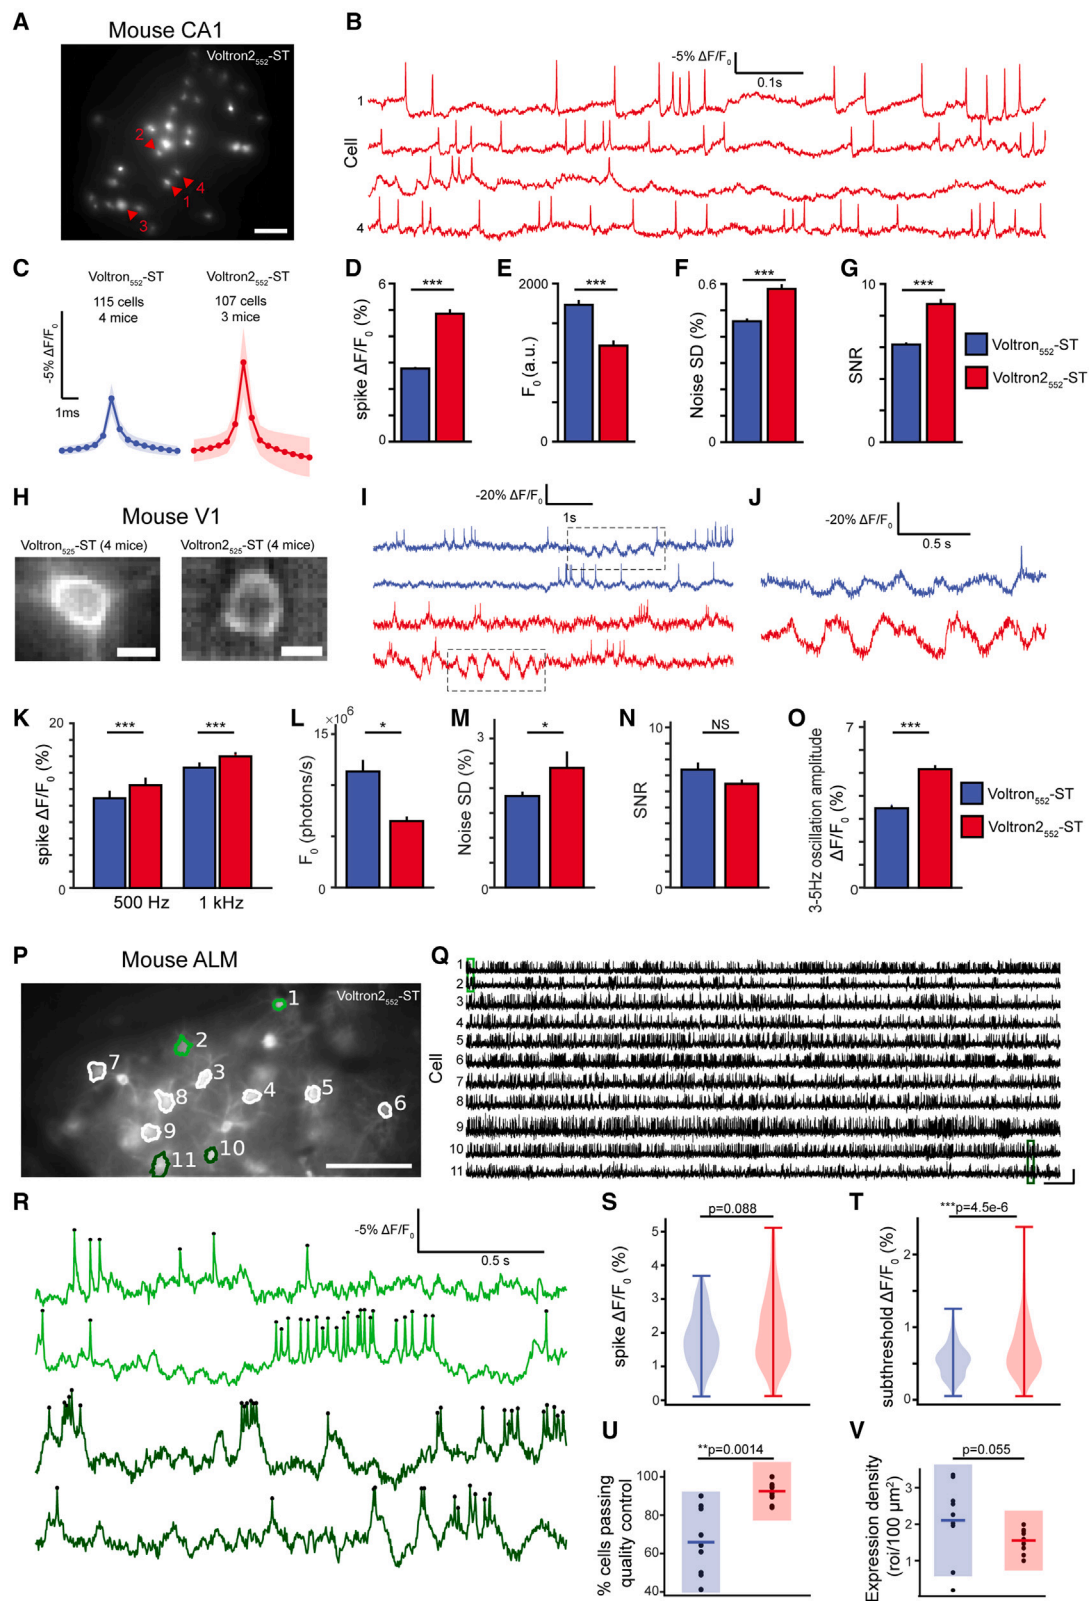 A
Mouse CA1
Voltron2₅₅₂-ST
2
4
1
3
B
-5% ΔF/F₀
0.1s
1
Cell
4
C
Voltron₅₅₂-ST
115 cells
4 mice
Voltron2₅₅₂-ST
107 cells
3 mice
-5% ΔF/F₀
1ms
D
***
6
spike ΔF/F₀ (%)
0
E
***
2000
F₀ (a.u.)
0
F
***
0.6
Noise SD (%)
0
G
***
10
SNR
0
Voltron₅₅₂-ST
Voltron2₅₅₂-ST
H
Mouse V1
Voltron₅₂₅-ST (4 mice)
Voltron2₅₂₅-ST (4 mice)
I
-20% ΔF/F₀
1s
J
-20% ΔF/F₀
0.5 s
K
20
***
***
spike ΔF/F₀ (%)
0
500 Hz
1 kHz
L
×10⁶
15
*
F₀ (photons/s)
0
M
*
3
Noise SD (%)
0
N
NS
10
SNR
0
O
***
7
3-5Hz oscillation amplitude
ΔF/F₀ (%)
0
Voltron₅₅₂-ST
Voltron2₅₅₂-ST
P
Mouse ALM
Voltron2₅₅₂-ST
1
2
7
3
8
4
5
6
9
10
11
Q
Cell
1
2
3
4
5
6
7
8
9
10
11
R
-5% ΔF/F₀
0.5 s
S
p=0.088
spike ΔF/F₀ (%)
5
4
3
2
1
0
T
***p=4.5e-6
subthreshold ΔF/F₀ (%)
2
1
0
U
**p=0.0014
% cells passing
quality control
100
80
60
40
V
p=0.055
Expression density
(roi/100 μm²)
3
2
1